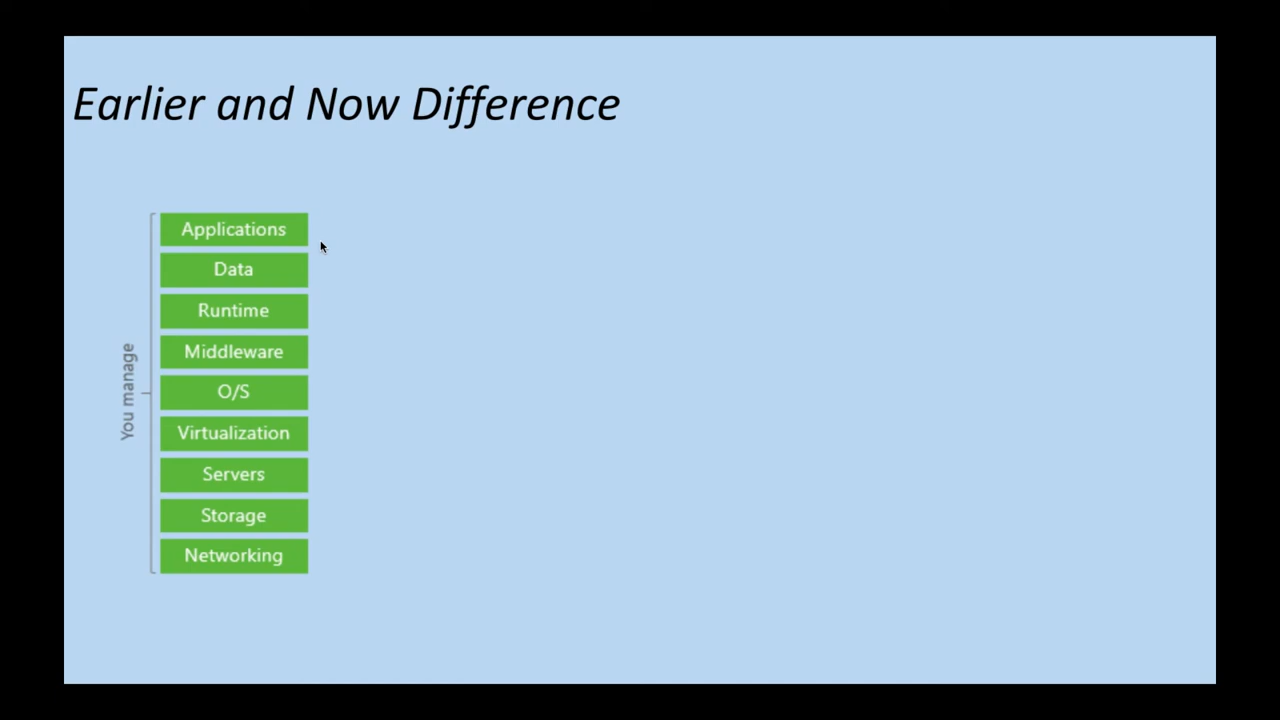 Earlier and Now Difference
You manage
Applications
Data
Runtime
Middleware
O/S
Virtualization
Servers
Storage
Networking